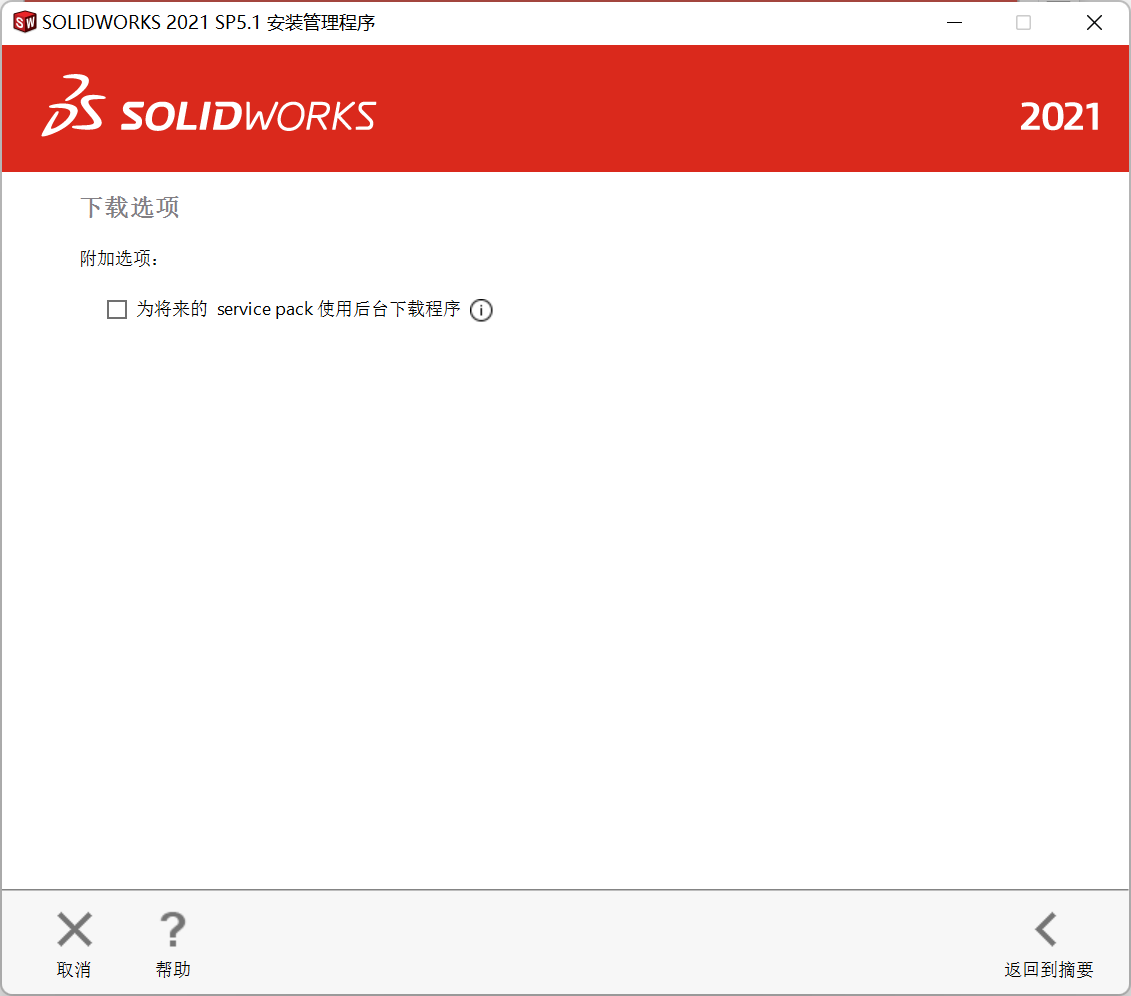 SOLIDWORKS 2021 SP5.1 安装管理程序
SOLIDWORKS
2021
下载选项
附加选项:
为将来的 service pack 使用后台下载程序
取消
帮助
返回到摘要